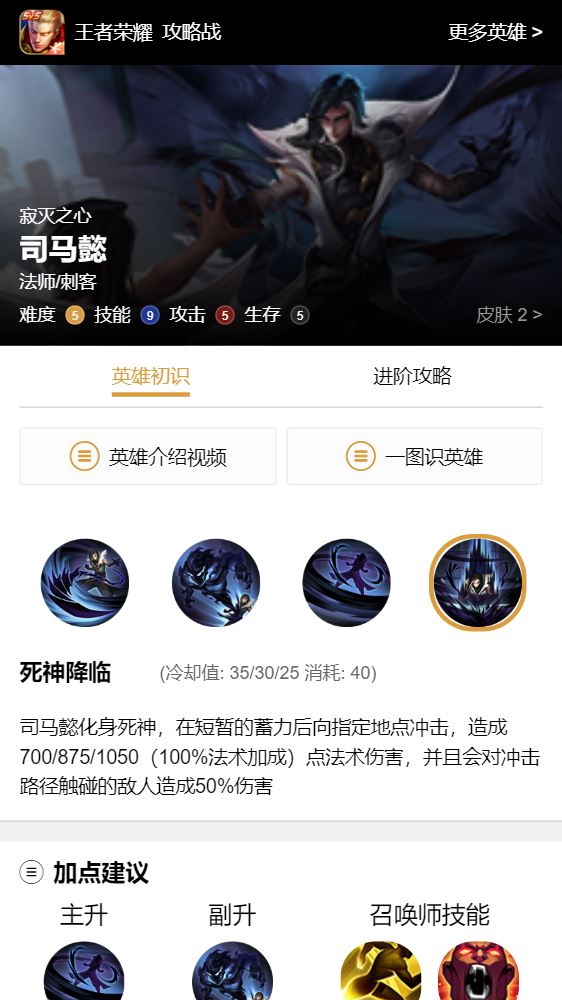 5V5
王者荣耀 攻略战
更多英雄 >
寂灭之心
司马懿
法师/刺客
难度 5 技能 9 攻击 5 生存 5
皮肤 2 >
英雄初识
进阶攻略
英雄介绍视频
一图识英雄
死神降临 (冷却值: 35/30/25 消耗: 40)
司马懿化身死神，在短暂的蓄力后向指定地点冲击，造成
700/875/1050（100%法术加成）点法术伤害，并且会对冲击
路径触碰的敌人造成50%伤害
加点建议
主升 副升 召唤师技能